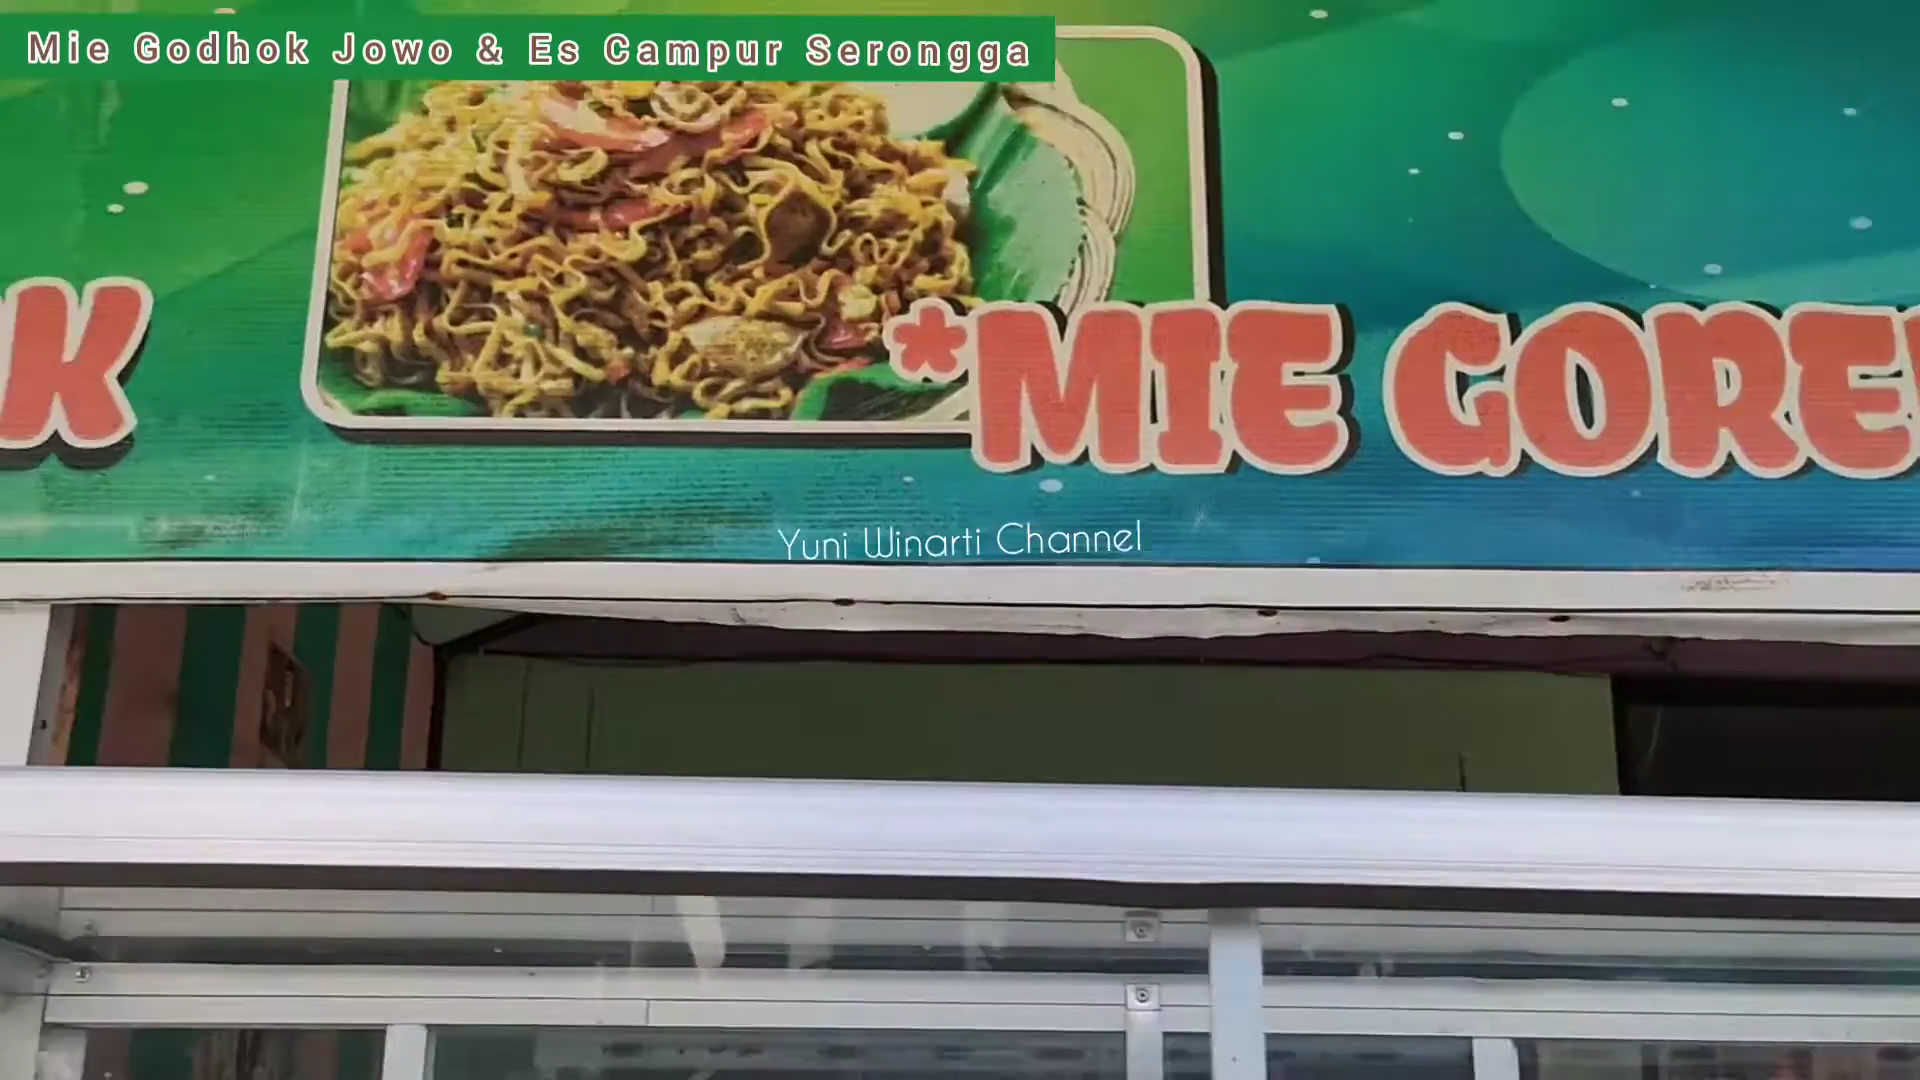 Mie Godhok Jowo & Es Campur Serongga
K
*MIE GORE
Yuni Winarti Channel